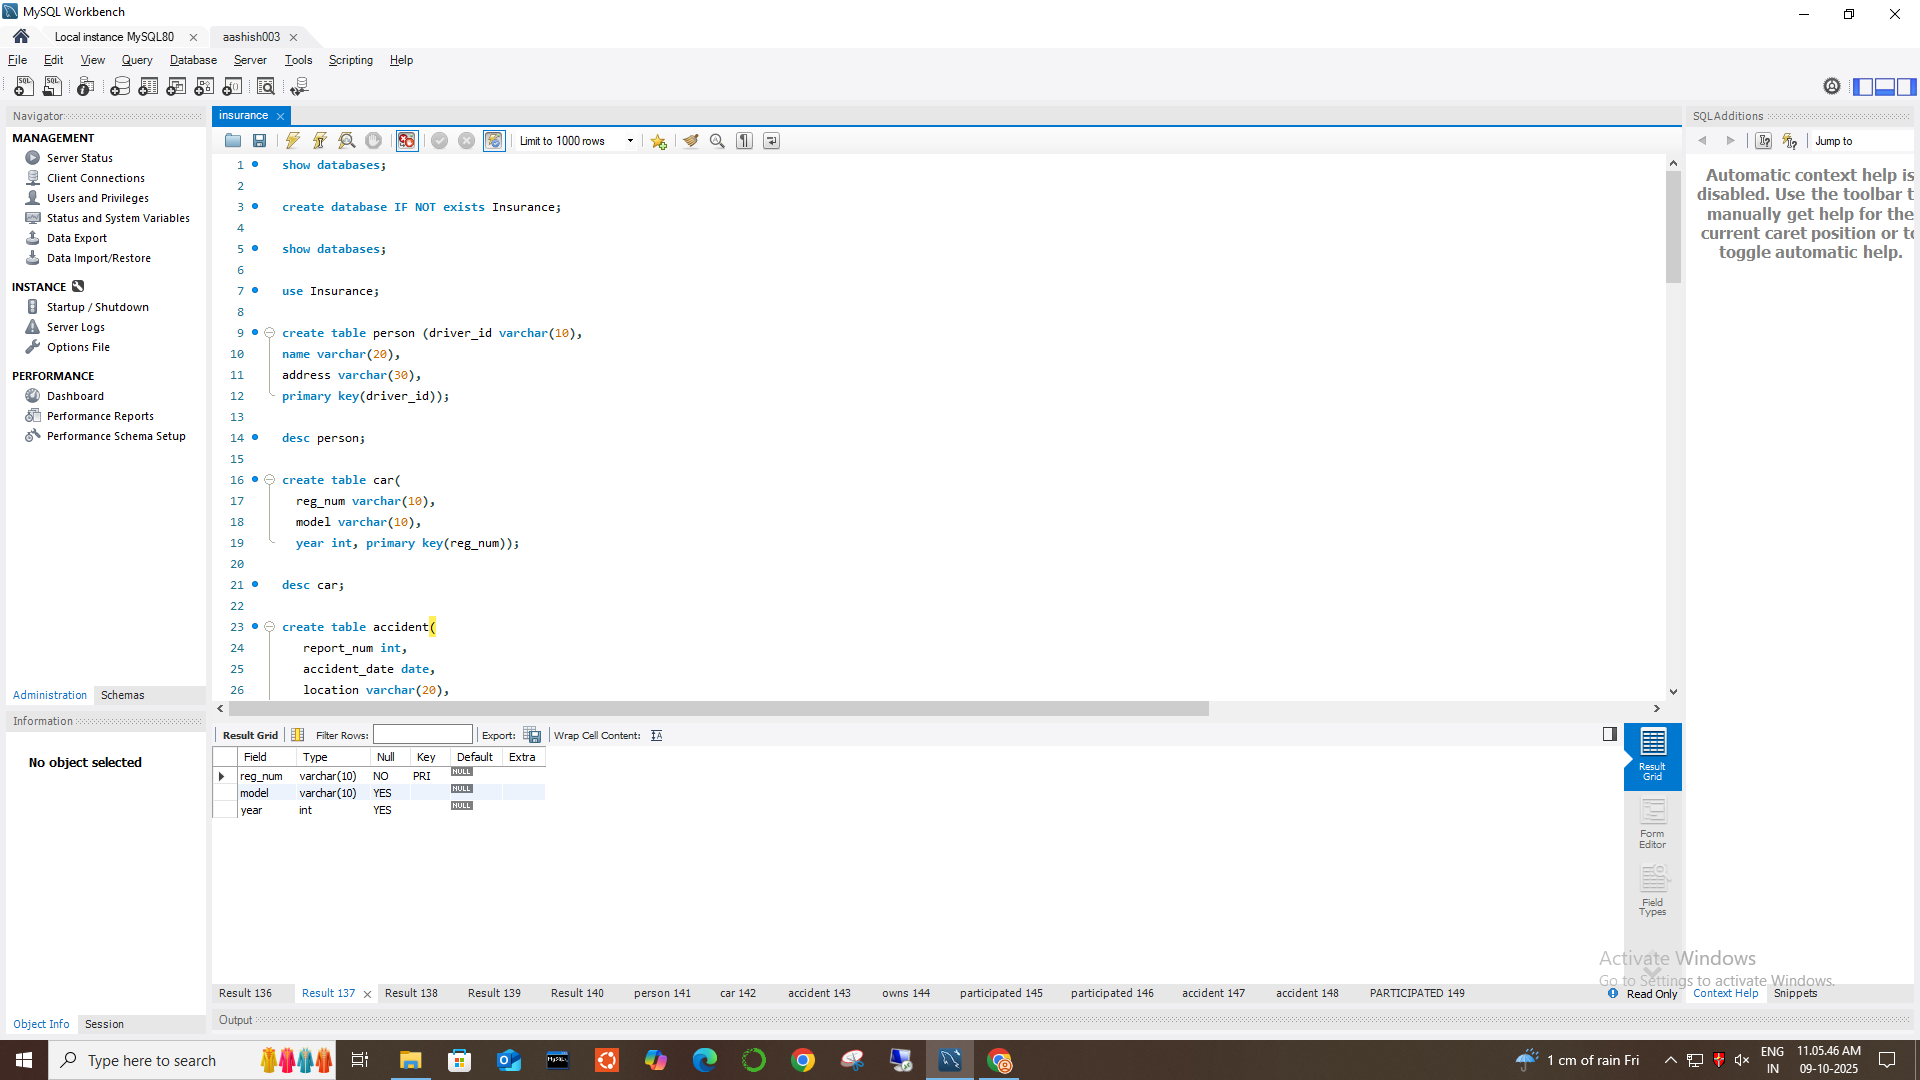 MySQL Workbench
Local instance MySQL80
aashish003
File Edit View Query Database Server Tools Scripting Help
Navigator
MANAGEMENT
Server Status
Client Connections
Users and Privileges
Status and System Variables
Data Export
Data Import/Restore
INSTANCE
Startup / Shutdown
Server Logs
Options File
PERFORMANCE
Dashboard
Performance Reports
Performance Schema Setup
Administration Schemas
Information
No object selected
Object Info Session
insurance
Limit to 1000 rows
1 show databases;
2
3 create database IF NOT exists Insurance;
4
5 show databases;
6
7 use Insurance;
8
9 create table person (driver_id varchar(10),
10 name varchar(20),
11 address varchar(30),
12 primary key(driver_id));
13
14 desc person;
15
16 create table car(
17 reg_num varchar(10),
18 model varchar(10),
19 year int, primary key(reg_num));
20
21 desc car;
22
23 create table accident(
24 report_num int,
25 accident_date date,
26 location varchar(20),
Result Grid Filter Rows: Export: Wrap Cell Content:
Field Type Null Key Default Extra
reg_num varchar(10) NO PRI NULL
model varchar(10) YES NULL
year int YES NULL
Result Grid
Form Editor
Field Types
Result 136 Result 137 Result 138 Result 139 Result 140 person 141 car 142 accident 143 owns 144 participated 145 participated 146 accident 147 accident 148 PARTICIPATED 149
Read Only
Output
SQLAdditions
Jump to
Automatic context help is
disabled. Use the toolbar t
manually get help for the
current caret position or to
toggle automatic help.
Context Help Snippets
Activate Windows
Go to Settings to activate Windows.
Type here to search
1 cm of rain Fri
ENG
IN
11.05.46 AM
09-10-2025